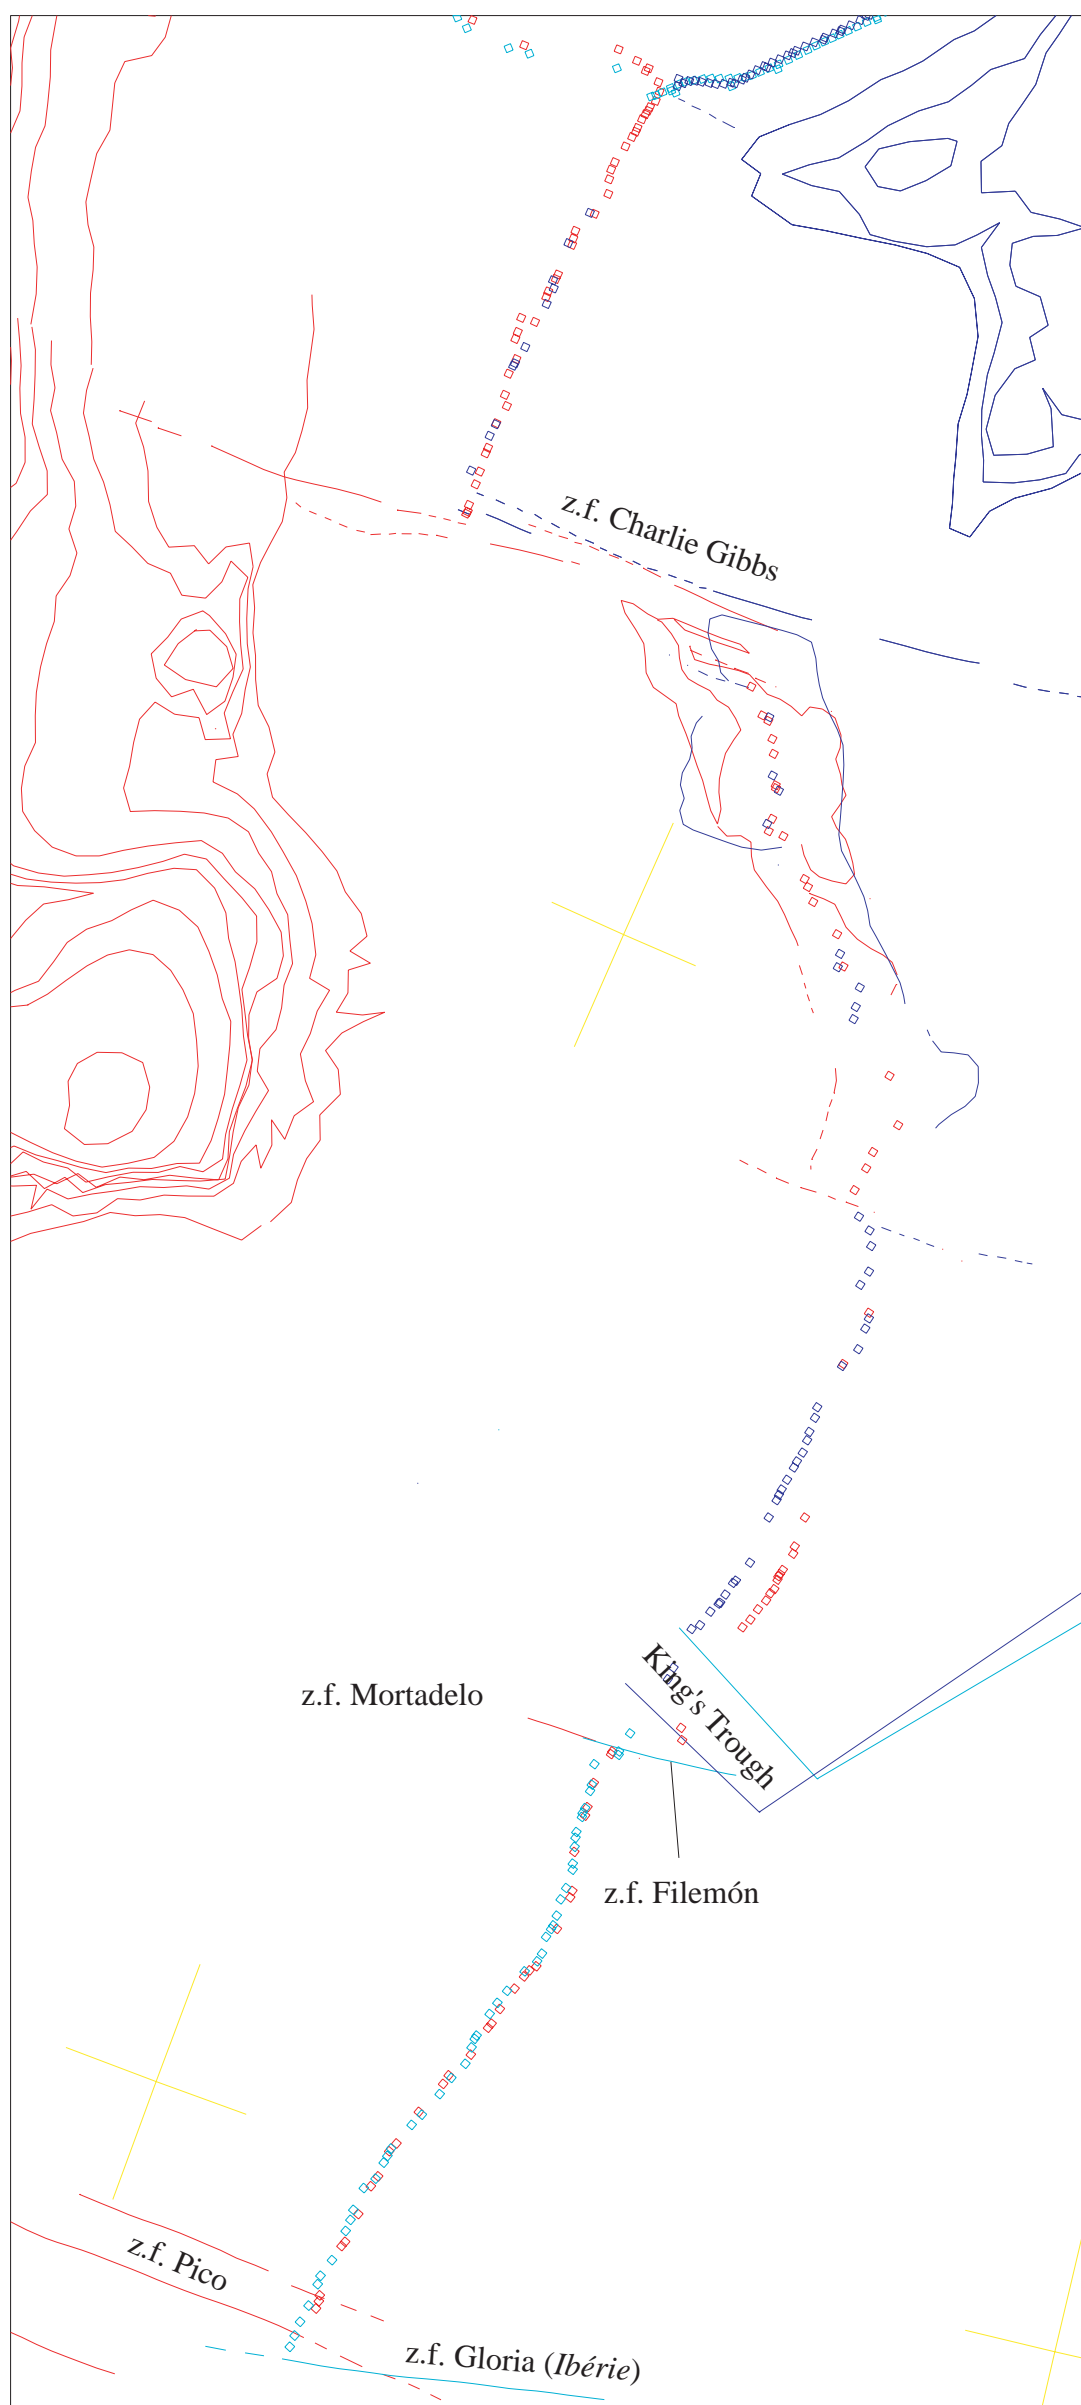 z.f. Charlie Gibbs
King's Trough
z.f. Mortadelo
z.f. Filemón
z.f. Pico
z.f. Gloria (Ibérie)